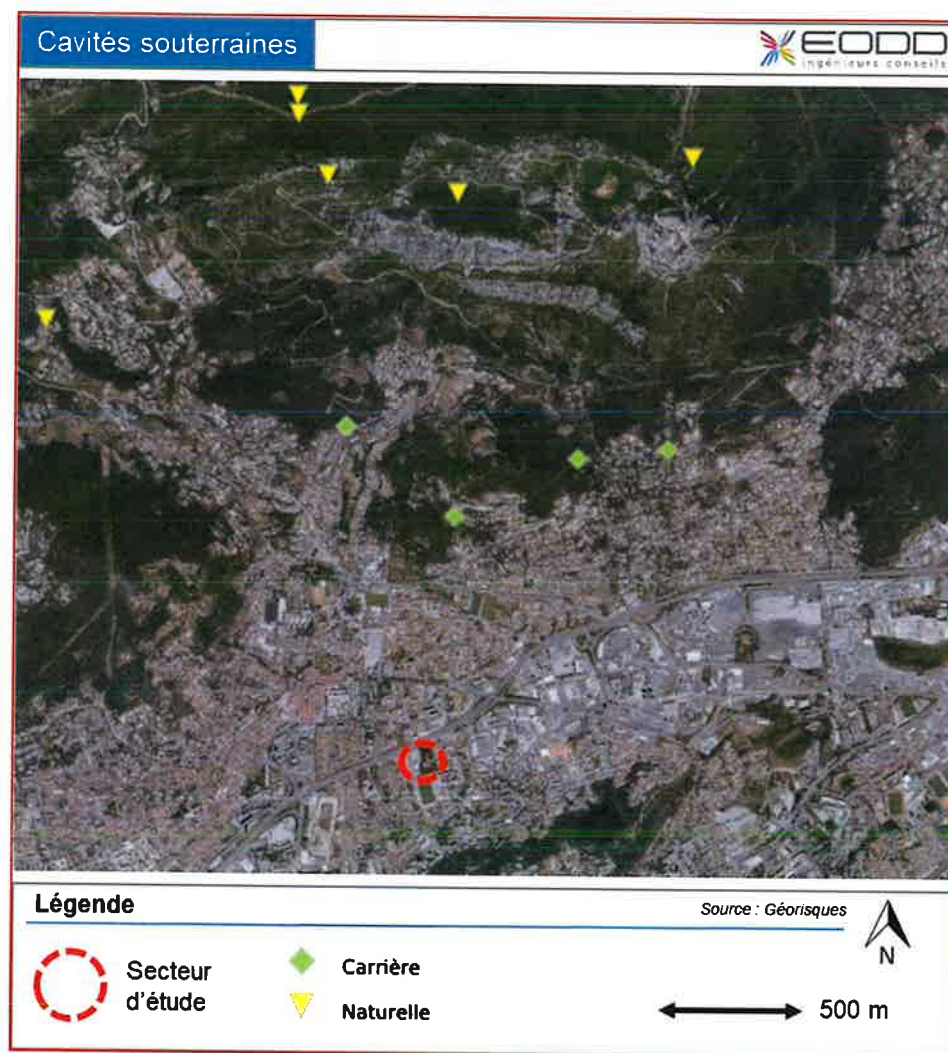 Cavités souterraines
EODD
ingénieurs conseils
Légende
Source : Géorisques
N
Secteur
d'étude
Carrière
Naturelle
500 m